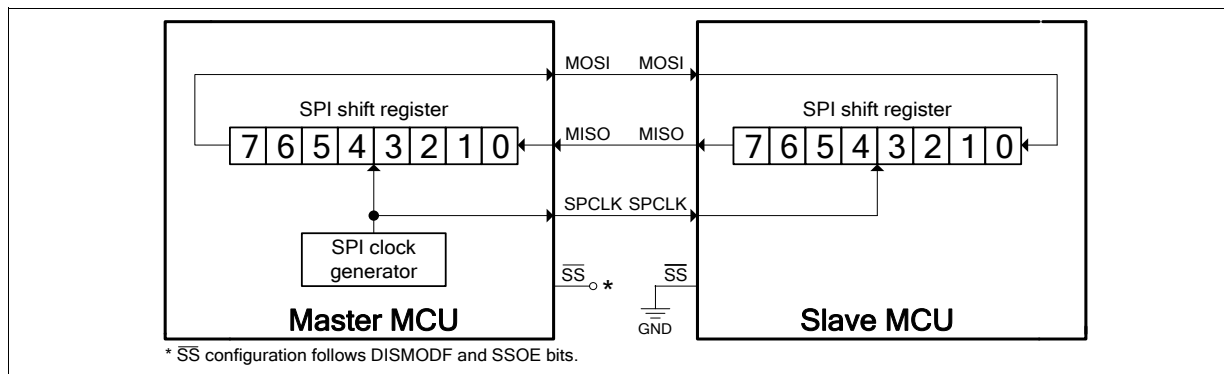 MOSI MOSI
SPI shift register SPI shift register
7 6 5 4 3 2 1 0 MISO MISO 7 6 5 4 3 2 1 0
SPCLK SPCLK
SPI clock
generator
SS * SS
GND
Master MCU Slave MCU
* SS configuration follows DISMODF and SSOE bits.